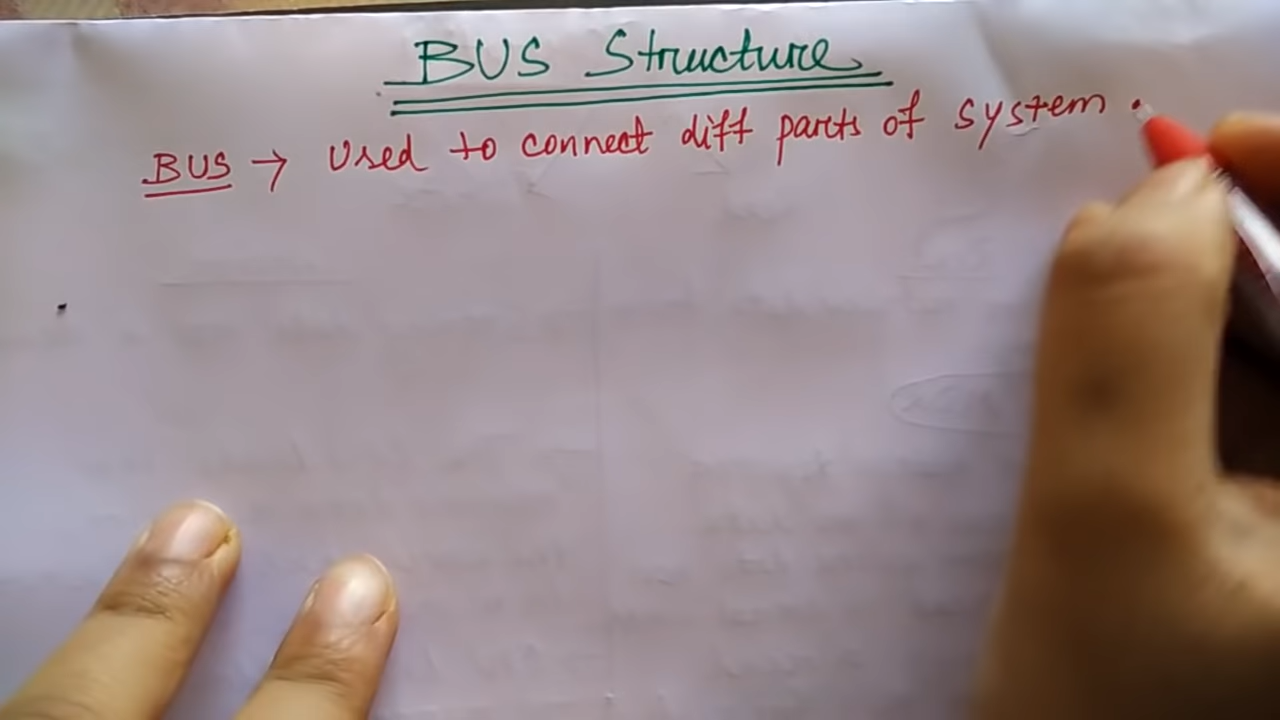 BUS Structure
BUS → Used to connect diff parts of system.